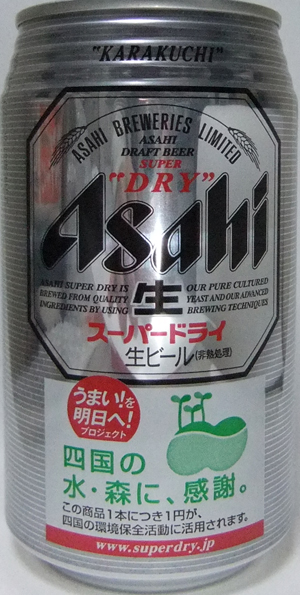 "KARAKUCHI"
ASAHI BREWERIES LIMITED
ASAHI
DRAFT BEER
SUPER
"DRY"
Asahi
ASAHI SUPER DRY IS
BREWED FROM QUALITY
INGREDIENTS BY USING
生
OUR PURE CULTURED
YEAST AND OUR ADVANCED
BREWING TECHNIQUES
スーパードライ
生ビール(非熱処理)
うまい!を
明日へ!
プロジェクト
四国の
水・森に、感謝。
この商品1本につき1円が、
四国の環境保全活動に活用されます。
www.superdry.jp